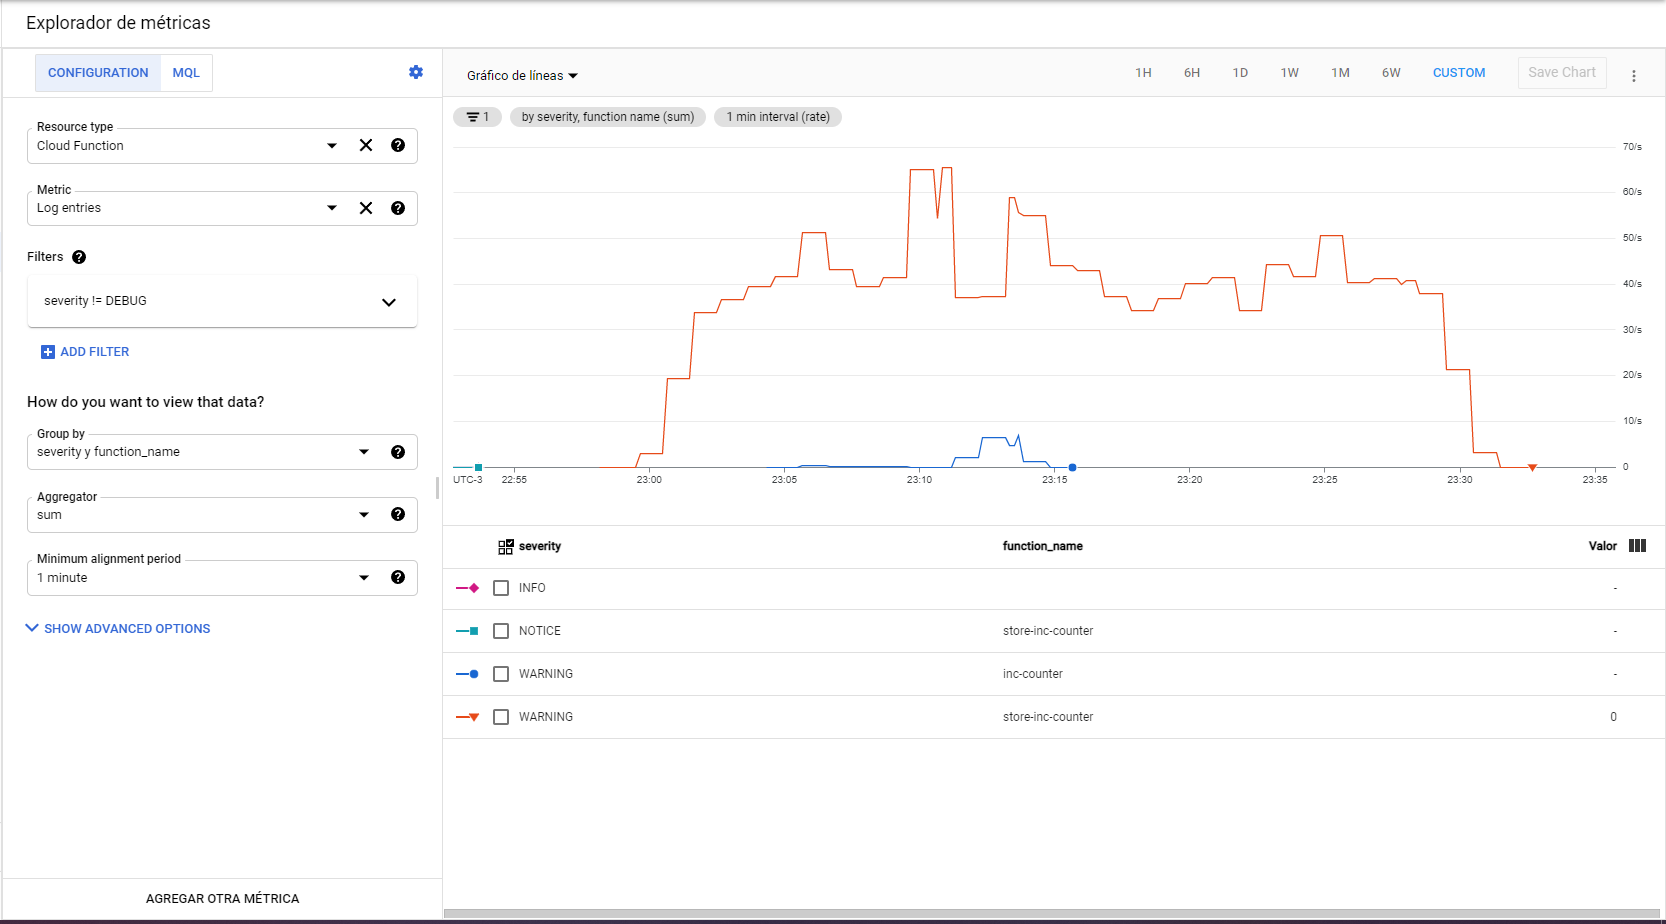 Explorador de métricas
CONFIGURATION MQL
Resource type
Cloud Function
Metric
Log entries
Filters
severity != DEBUG
ADD FILTER
How do you want to view that data?
Group by
severity y function_name
Aggregator
sum
Minimum alignment period
1 minute
SHOW ADVANCED OPTIONS
AGREGAR OTRA MÉTRICA
Gráfico de líneas
1H 6H 1D 1W 1M 6W CUSTOM Save Chart
1 by severity, function name (sum) 1 min interval (rate)
70/s
60/s
50/s
40/s
30/s
20/s
10/s
0
UTC-3 22:55 23:00 23:05 23:10 23:15 23:20 23:25 23:30 23:35
severity function_name Valor
INFO -
NOTICE store-inc-counter -
WARNING inc-counter -
WARNING store-inc-counter 0